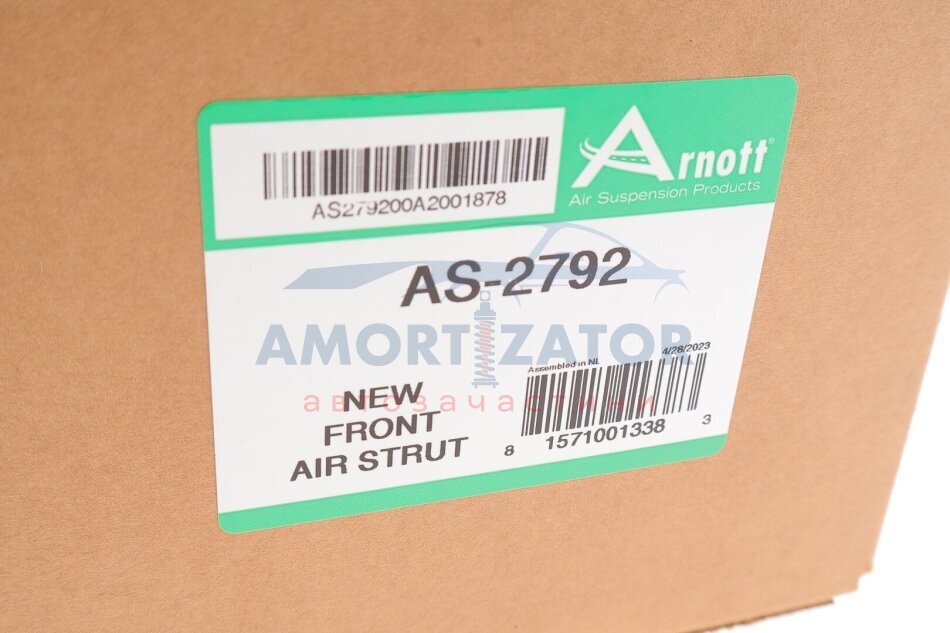 AS279200A2001878
Arnott®
Air Suspension Products
AS-2792
AMORTIZATOR
автозапчастини
Assembled in NL
4/28/2023
NEW
FRONT
AIR STRUT
8 1571001338 3